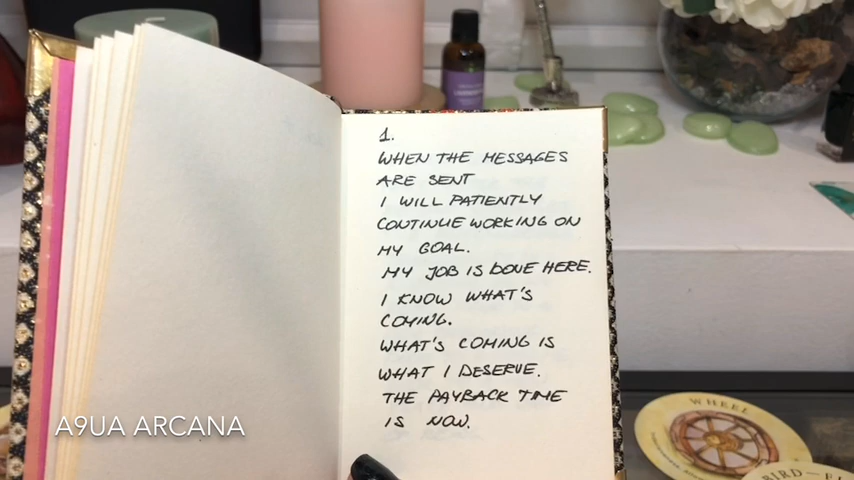 1.
WHEN THE MESSAGES
ARE SENT
I WILL PATIENTLY
CONTINUE WORKING ON
MY GOAL.
MY JOB IS DONE HERE.
I KNOW WHAT'S
COMING.
WHAT'S COMING IS
WHAT I DESERVE.
THE PAYBACK TIME
IS NOW.
A9UA ARCANA
WHEEL
LAVENDER